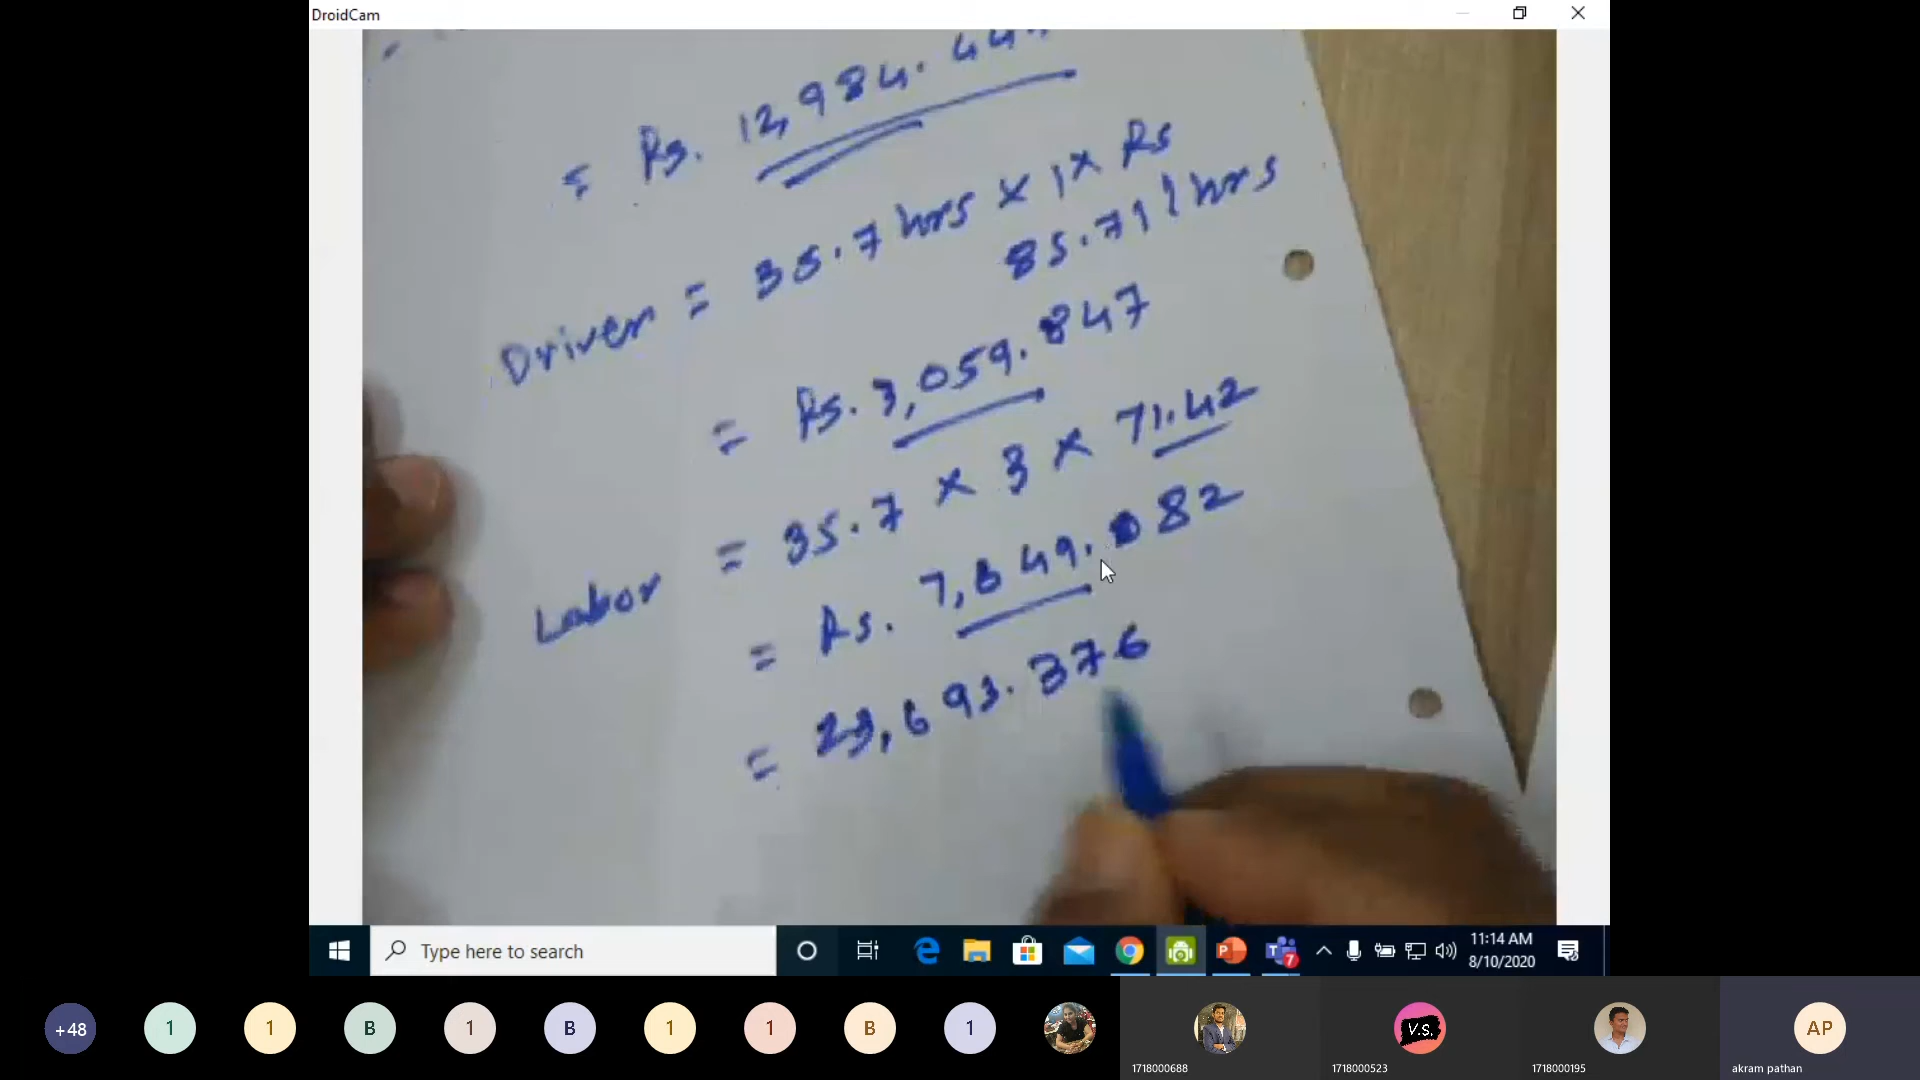 DroidCam
= Rs. 12,984.44
Driver = 35.7 hrs × 1 × Rs
85.71 / hrs
= Rs. 3,059.847
Labor = 35.7 × 3 × 71.42
= Rs. 7,649.082
= 23,693.376
Type here to search
7
11:14 AM
8/10/2020
+48
1
1
B
1
B
1
1
B
1
V.S.
AP
1718000688
1718000523
1718000195
akram pathan